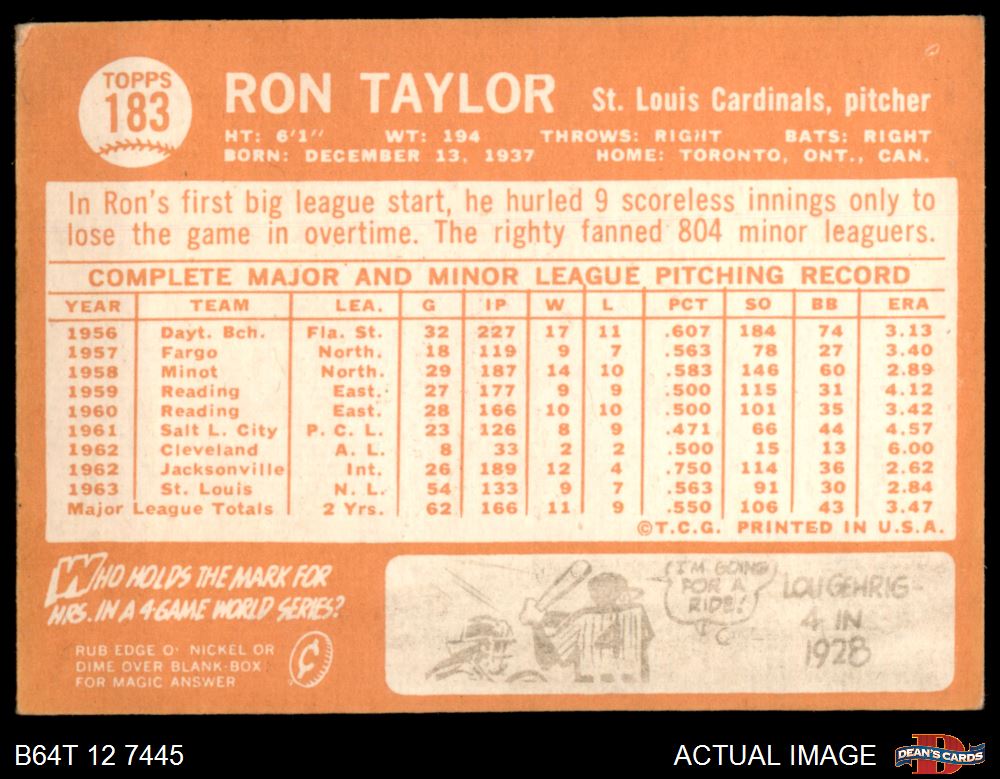 TOPPS
183
RON TAYLOR St. Louis Cardinals, pitcher
HT: 6'1" WT: 194 THROWS: RIGHT BATS: RIGHT
BORN: DECEMBER 13, 1937 HOME: TORONTO, ONT., CAN.
In Ron's first big league start, he hurled 9 scoreless innings only to
lose the game in overtime. The righty fanned 804 minor leaguers.
COMPLETE MAJOR AND MINOR LEAGUE PITCHING RECORD
YEAR TEAM LEA. G IP W L PCT SO BB ERA
1956 Dayt. Bch. Fla. St. 32 227 17 11 .607 184 74 3.13
1957 Fargo North. 18 119 9 7 .563 78 27 3.40
1958 Minot North. 29 187 14 10 .583 146 60 2.89
1959 Reading East. 27 177 9 9 .500 115 31 4.12
1960 Reading East. 28 166 10 10 .500 101 35 3.42
1961 Salt L. City P. C. L. 23 126 8 9 .471 66 44 4.57
1962 Cleveland A. L. 8 33 2 2 .500 15 13 6.00
1962 Jacksonville Int. 26 189 12 4 .750 114 36 2.62
1963 St. Louis N. L. 54 133 9 7 .563 91 30 2.84
Major League Totals 2 Yrs. 62 166 11 9 .550 106 43 3.47
©T.C.G. PRINTED IN U.S.A.
WHO HOLDS THE MARK FOR
HRS. IN A 4-GAME WORLD SERIES?
RUB EDGE O' NICKEL OR
DIME OVER BLANK-BOX
FOR MAGIC ANSWER
¢
I'M GOING
FOR A
RIDE!
4
LOU GEHRIG-
4 IN
1928
B64T 12 7445
ACTUAL IMAGE
DEAN'S CARDS